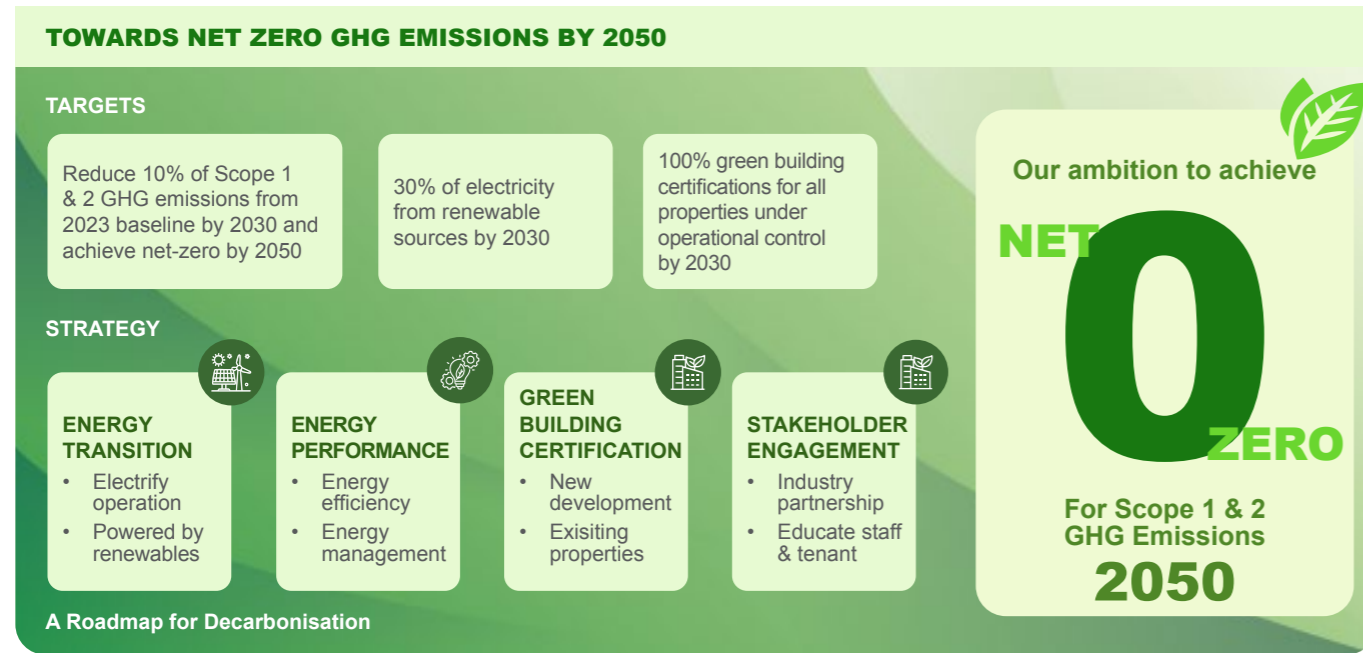 TOWARDS NET ZERO GHG EMISSIONS BY 2050
TARGETS
Reduce 10% of Scope 1
& 2 GHG emissions from
2023 baseline by 2030 and
achieve net-zero by 2050
30% of electricity
from renewable
sources by 2030
100% green building
certifications for all
properties under
operational control
by 2030
STRATEGY
ENERGY
TRANSITION
• Electrify
operation
• Powered by
renewables
ENERGY
PERFORMANCE
• Energy
efficiency
• Energy
management
GREEN
BUILDING
CERTIFICATION
• New
development
• Exisiting
properties
STAKEHOLDER
ENGAGEMENT
• Industry
partnership
• Educate staff
& tenant
A Roadmap for Decarbonisation
Our ambition to achieve
NET
0
ZERO
For Scope 1 & 2
GHG Emissions
2050